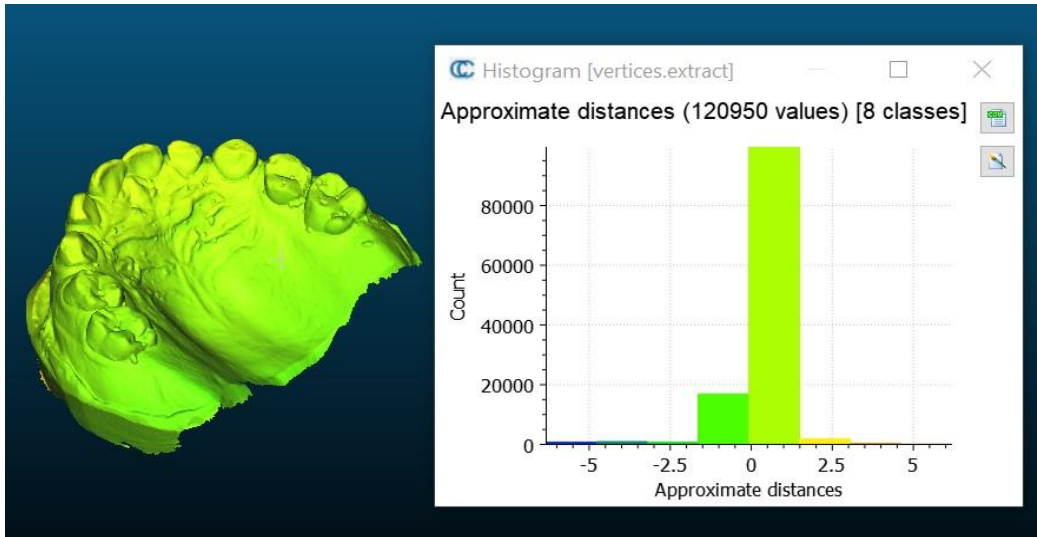 Histogram [vertices.extract]
Approximate distances (120950 values) [8 classes]
CSV
80000
60000
40000
20000
0
Count
-5 -2.5 0 2.5 5
Approximate distances